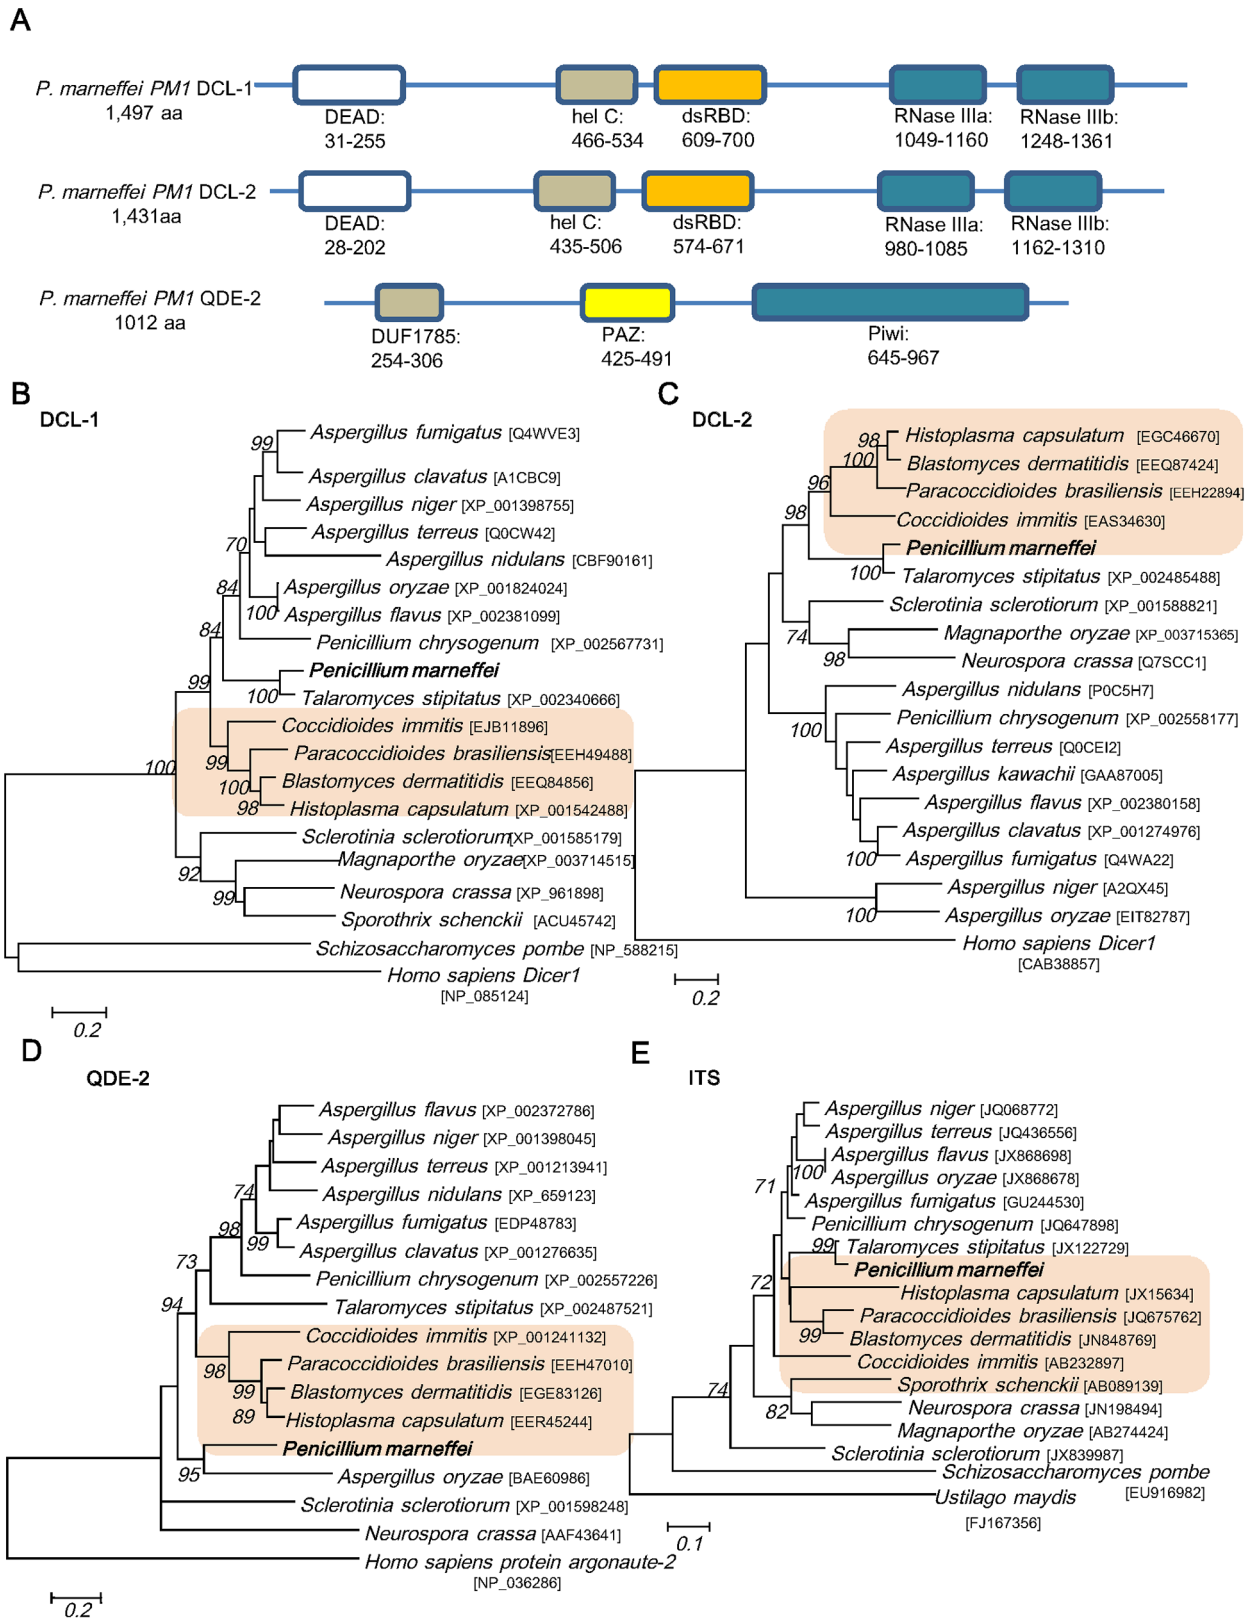 A
P. marneffei PM1 DCL-1
1,497 aa
DEAD:
31-255
hel C:
466-534
dsRBD:
609-700
RNase IIIa:
1049-1160
RNase IIIb:
1248-1361
P. marneffei PM1 DCL-2
1,431aa
DEAD:
28-202
hel C:
435-506
dsRBD:
574-671
RNase IIIa:
980-1085
RNase IIIb:
1162-1310
P. marneffei PM1 QDE-2
1012 aa
DUF1785:
254-306
PAZ:
425-491
Piwi:
645-967
B
DCL-1
99
Aspergillus fumigatus [Q4WVE3]
Aspergillus clavatus [A1CBC9]
Aspergillus niger [XP_001398755]
Aspergillus terreus [Q0CW42]
70
Aspergillus nidulans [CBF90161]
84
Aspergillus oryzae [XP_001824024]
100
Aspergillus flavus [XP_002381099]
84
Penicillium chrysogenum [XP_002567731]
Penicillium marneffei
99
100
Talaromyces stipitatus [XP_002340666]
Coccidioides immitis [EJB11896]
Paracoccidioides brasiliensis[EEH49488]
100
99
Blastomyces dermatitidis [EEQ84856]
100
98
Histoplasma capsulatum [XP_001542488]
Sclerotinia sclerotiorum[XP_001585179]
Magnaporthe oryzae[XP_003714515]
92
Neurospora crassa [XP_961898]
99
Sporothrix schenckii [ACU45742]
Schizosaccharomyces pombe [NP_588215]
Homo sapiens Dicer1
[NP_085124]
0.2
C
DCL-2
98
Histoplasma capsulatum [EGC46670]
100
Blastomyces dermatitidis [EEQ87424]
96
Paracoccidioides brasiliensis [EEH22894]
98
Coccidioides immitis [EAS34630]
Penicillium marneffei
100
Talaromyces stipitatus [XP_002485488]
Sclerotinia sclerotiorum [XP_001588821]
74
Magnaporthe oryzae [XP_003715365]
98
Neurospora crassa [Q7SCC1]
Aspergillus nidulans [P0C5H7]
100
Penicillium chrysogenum [XP_002558177]
Aspergillus terreus [Q0CEI2]
Aspergillus kawachii [GAA87005]
Aspergillus flavus [XP_002380158]
Aspergillus clavatus [XP_001274976]
100
Aspergillus fumigatus [Q4WA22]
Aspergillus niger [A2QX45]
100
Aspergillus oryzae [EIT82787]
Homo sapiens Dicer1
[CAB38857]
0.2
D
QDE-2
Aspergillus flavus [XP_002372786]
Aspergillus niger [XP_001398045]
Aspergillus terreus [XP_001213941]
74
Aspergillus nidulans [XP_659123]
98
Aspergillus fumigatus [EDP48783]
99
Aspergillus clavatus [XP_001276635]
73
Penicillium chrysogenum [XP_002557226]
94
Talaromyces stipitatus [XP_002487521]
Coccidioides immitis [XP_001241132]
98
Paracoccidioides brasiliensis [EEH47010]
99
Blastomyces dermatitidis [EGE83126]
89
Histoplasma capsulatum [EER45244]
Penicillium marneffei
95
Aspergillus oryzae [BAE60986]
Sclerotinia sclerotiorum [XP_001598248]
Neurospora crassa [AAF43641]
Homo sapiens protein argonaute-2
[NP_036286]
0.2
E
ITS
Aspergillus niger [JQ068772]
Aspergillus terreus [JQ436556]
Aspergillus flavus [JX868698]
100
Aspergillus oryzae [JX868678]
71
Aspergillus fumigatus [GU244530]
Penicillium chrysogenum [JQ647898]
99
Talaromyces stipitatus [JX122729]
Penicillium marneffei
72
Histoplasma capsulatum [JX15634]
Paracoccidioides brasiliensis [JQ675762]
99
Blastomyces dermatitidis [JN848769]
Coccidioides immitis [AB232897]
74
Sporothrix schenckii [AB089139]
82
Neurospora crassa [JN198494]
Magnaporthe oryzae [AB274424]
Sclerotinia sclerotiorum [JX839987]
Schizosaccharomyces pombe
[EU916982]
Ustilago maydis
[FJ167356]
0.1